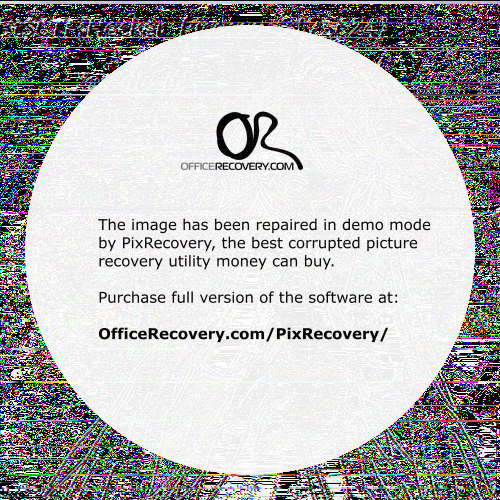 OFFICERECOVERY.COM
The image has been repaired in demo mode
by PixRecovery, the best corrupted picture
recovery utility money can buy.
Purchase full version of the software at:
OfficeRecovery.com/PixRecovery/